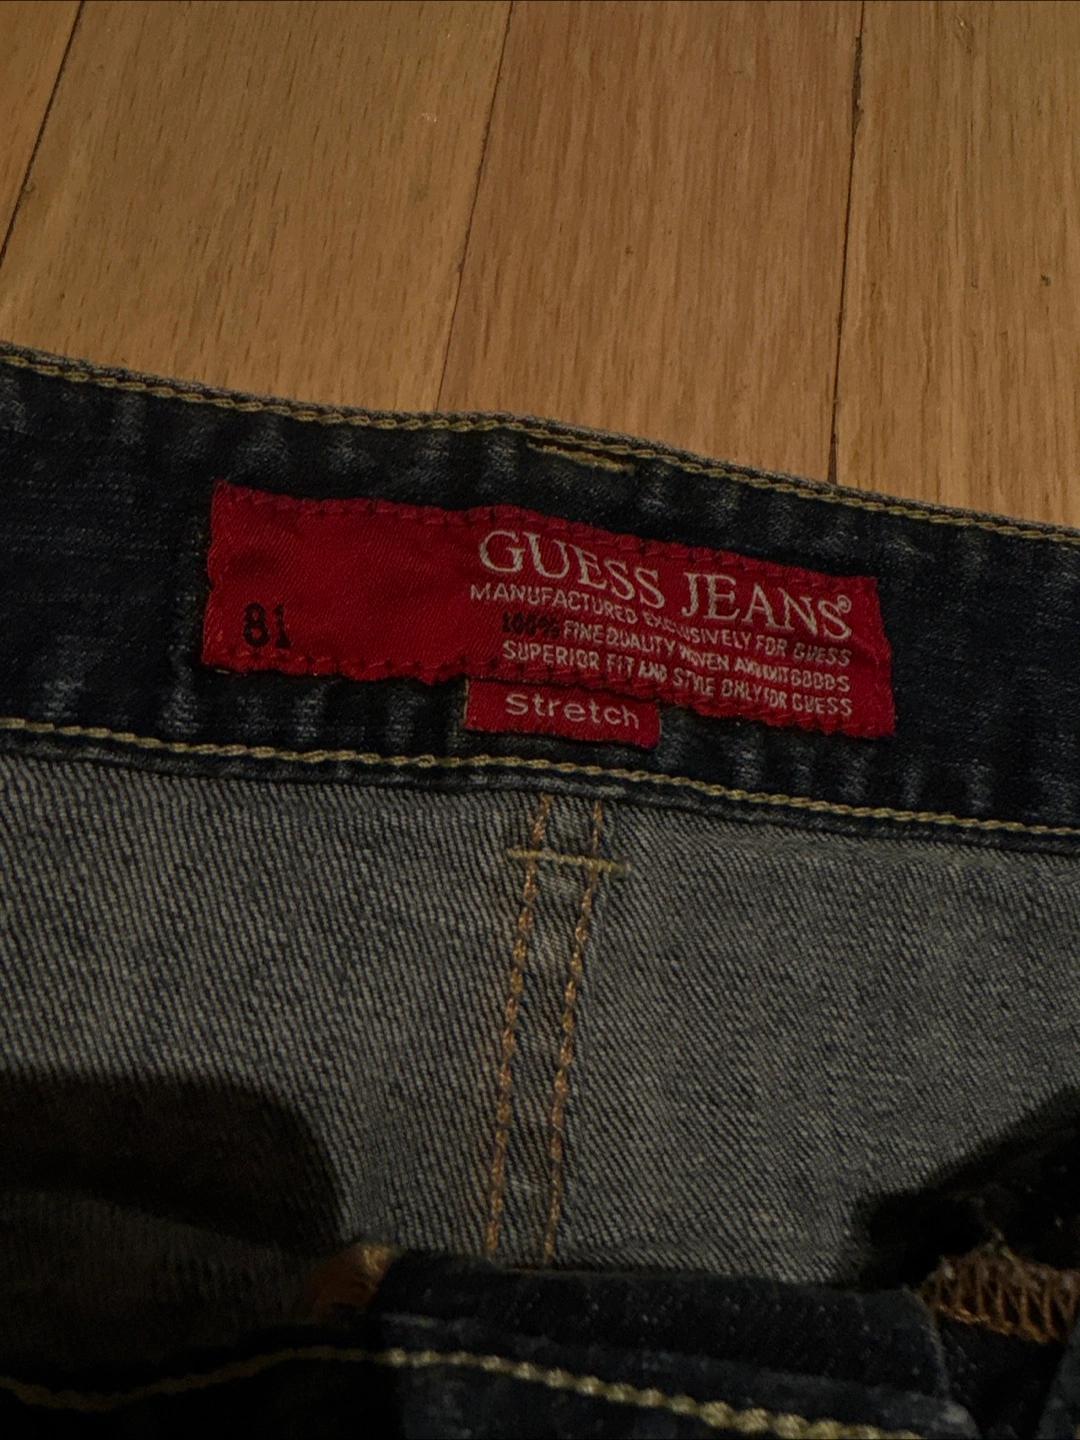 GUESS JEANS®
MANUFACTURED EXCLUSIVELY FOR GUESS
100% FINE QUALITY WOVEN AND KNIT GOODS
SUPERIOR FIT AND STYLE ONLY FOR GUESS
81
Stretch